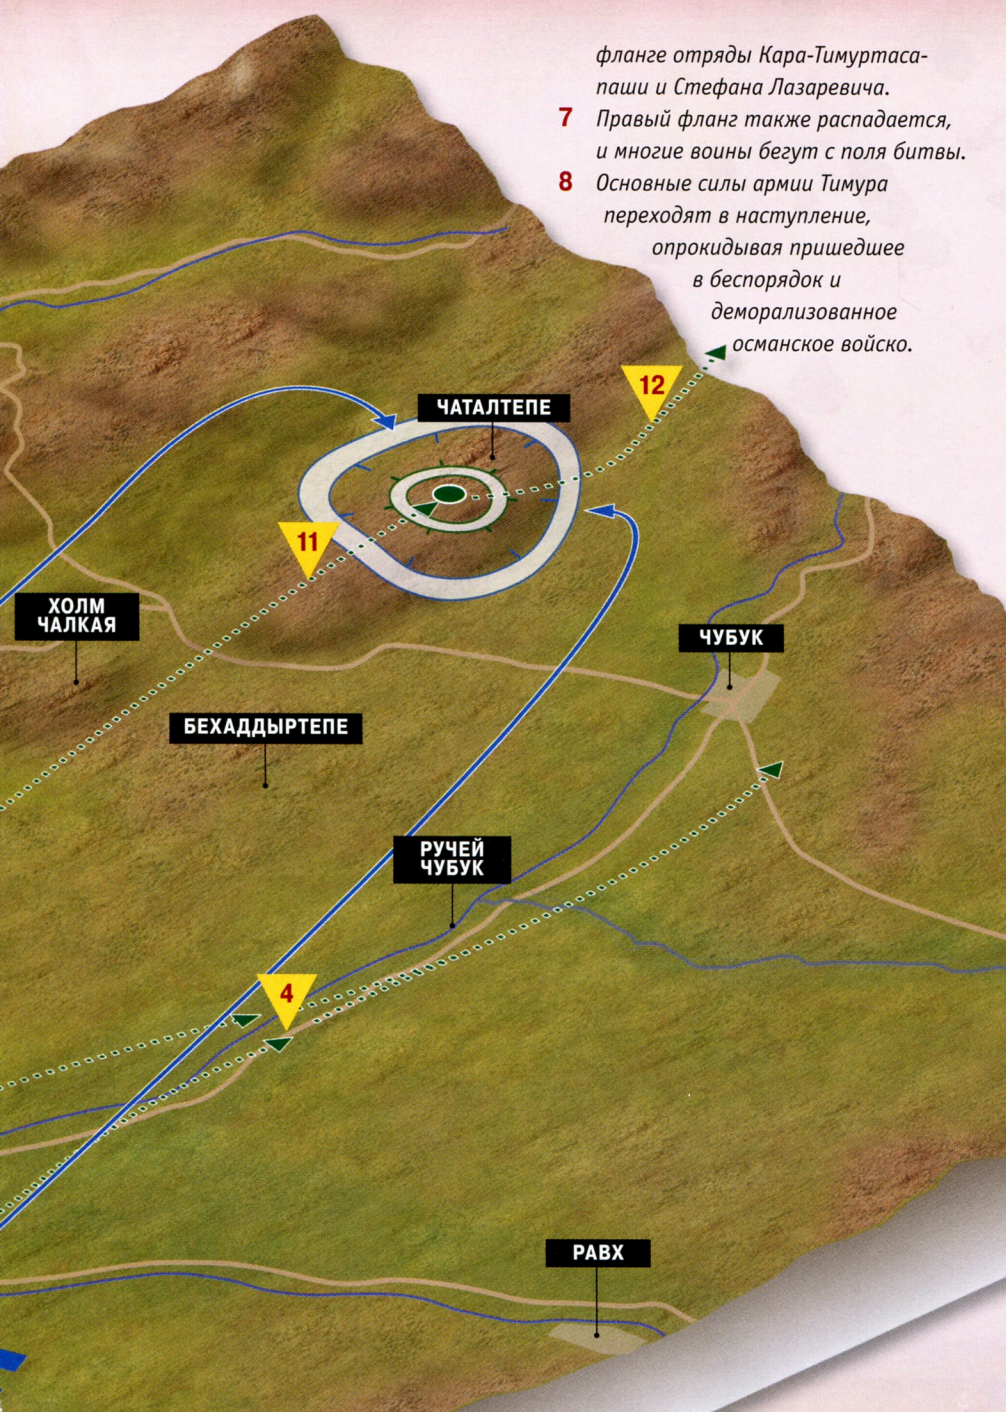 фланге отряды Кара-Тимуртаса-
паши и Стефана Лазаревича.
7 Правый фланг также распадается,
и многие воины бегут с поля битвы.
8 Основные силы армии Тимура
переходят в наступление,
опрокидывая пришедшее
в беспорядок и
деморализованное
османское войско.
12
ЧАТАЛТЕПЕ
11
ХОЛМ
ЧАЛКАЯ
ЧУБУК
БЕХАДДЫРТЕПЕ
РУЧЕЙ
ЧУБУК
4
РАВХ